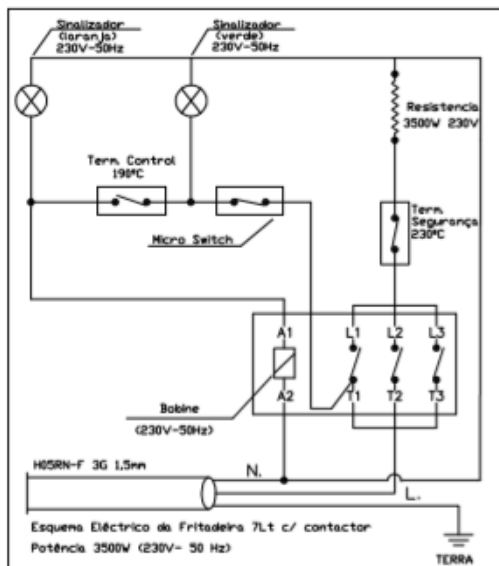 Sinalizador
(laranja)
230V-50Hz
Sinalizador
(verde)
230V-50Hz
Resistencia
3500W 230V
Term. Control
190ºC
Micro Switch
Term.
Segurança
230ºC
A1
L1
L2
L3
A2
T1
T2
T3
Bobine
(230V-50Hz)
H05RN-F 3G 1,5mm
N.
L.
Esquema Eléctrico da Fritadeira 7Lt c/ contactor
Potência 3500W (230V- 50 Hz)
TERRA